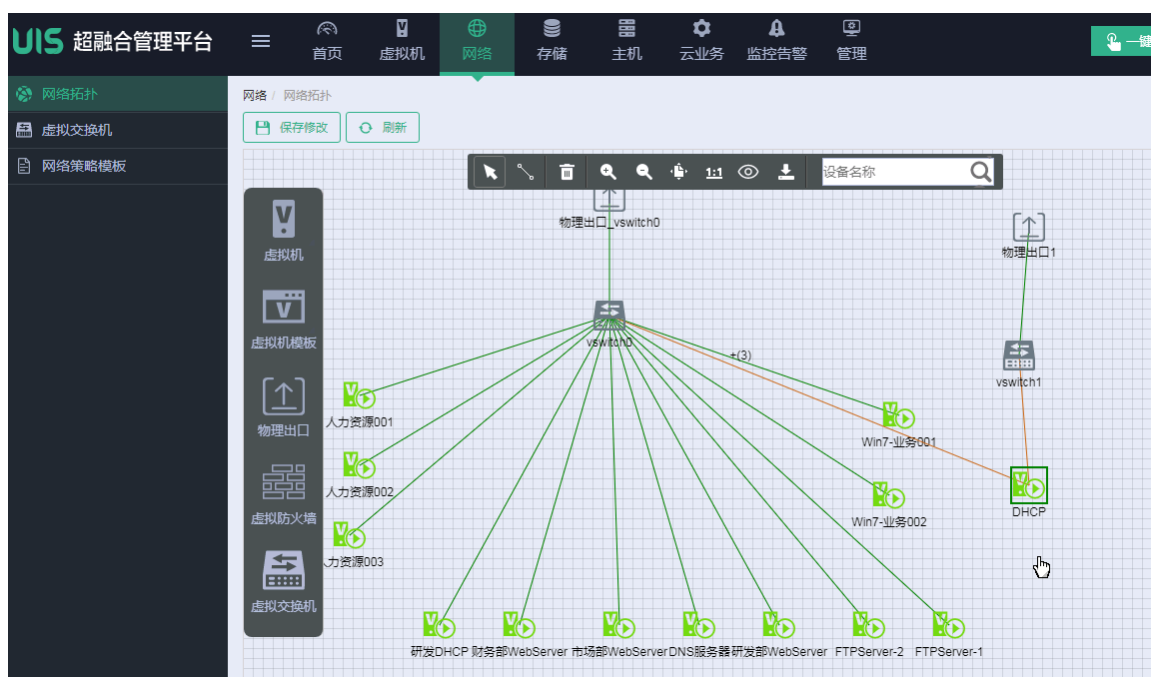 UIS 超融合管理平台
首页
虚拟机
网络
存储
主机
云业务
监控告警
管理
一键
网络拓扑
虚拟交换机
网络策略模板
网络 / 网络拓扑
保存修改
刷新
1:1
设备名称
物理出口_vswitch0
物理出口1
虚拟机
虚拟机模板
物理出口
虚拟防火墙
虚拟交换机
vswitch0
+(3)
vswitch1
人力资源001
Win7-业务001
人力资源002
DHCP
Win7-业务002
人力资源003
研发DHCP 财务部WebServer 市场部WebServer DNS服务器 研发部WebServer FTPServer-2 FTPServer-1